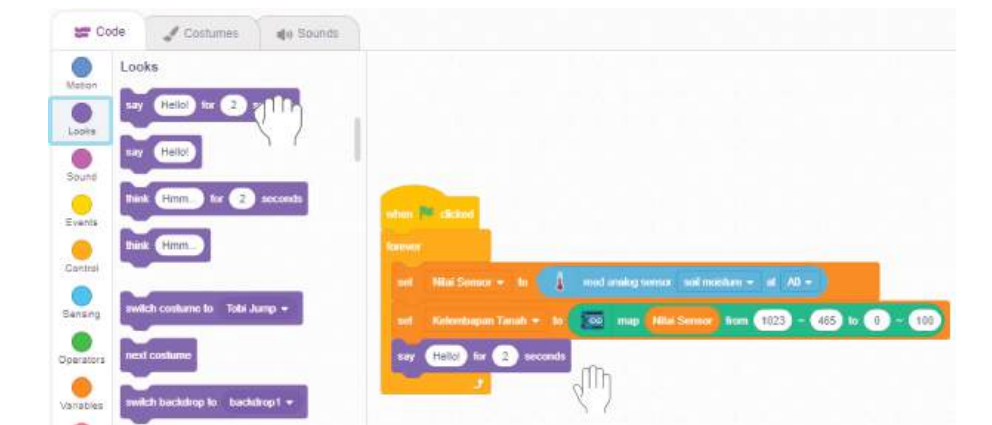 Code Costumes Sounds
Motion
Looks
Sound
Events
Control
Sensing
Operators
Variables
Looks
say Hello! for 2
say Hello!
think Hmm... for 2 seconds
think Hmm...
switch costume to Tobi Jump
next costume
switch backdrop to backdrop1
when clicked
forever
set Nilai Sensor to read analog sensor soil moisture at A0
set Kelembapan Tanah to map Nilai Sensor from 1023 ~ 465 to 0 ~ 100
say Hello! for 2 seconds